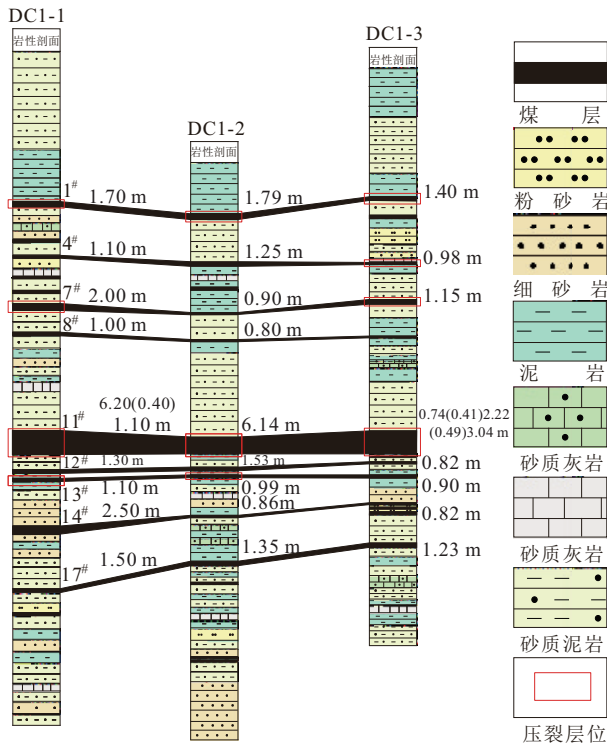 DC1-1
岩性剖面
DC1-2
岩性剖面
DC1-3
岩性剖面
1# 1.70 m 1.79 m 1.40 m
4# 1.10 m 1.25 m 0.98 m
7# 2.00 m 0.90 m 1.15 m
8# 1.00 m 0.80 m
11# 6.20(0.40)
1.10 m 6.14 m 0.74(0.41)2.22
(0.49)3.04 m
12# 1.30 m 1.53 m 0.82 m
13# 1.10 m 0.99 m 0.90 m
14# 2.50 m 0.86m 0.82 m
17# 1.50 m 1.35 m 1.23 m
煤 层
粉 砂 岩
细 砂 岩
泥 岩
砂质灰岩
砂质灰岩
砂质泥岩
压裂层位